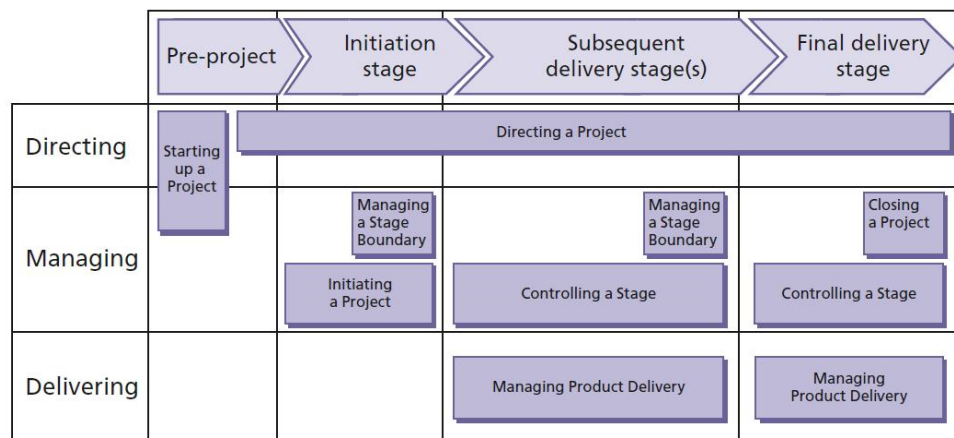 Pre-project
Initiation
stage
Subsequent
delivery stage(s)
Final delivery
stage
Directing
Starting
up a
Project
Directing a Project
Managing
Managing
a Stage
Boundary
Managing
a Stage
Boundary
Closing
a Project
Initiating
a Project
Controlling a Stage
Controlling a Stage
Delivering
Managing Product Delivery
Managing
Product Delivery